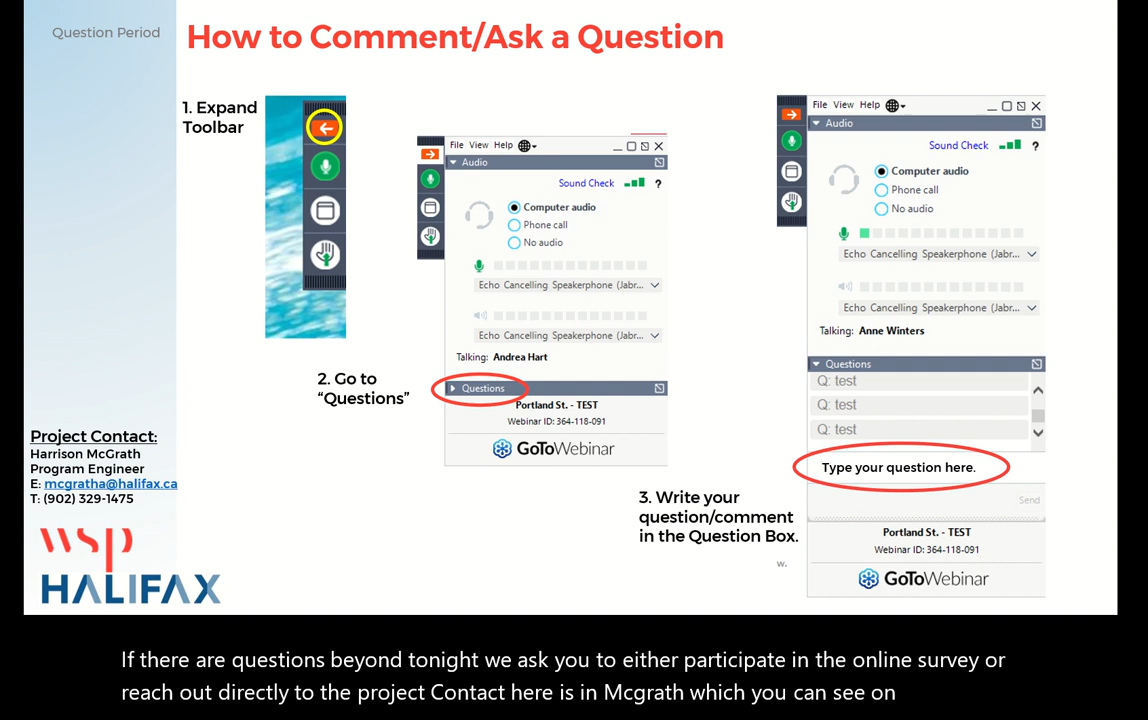 Question Period
How to Comment/Ask a Question
1. Expand
Toolbar
File View Help
Audio
Sound Check ?
Computer audio
Phone call
No audio
Echo Cancelling Speakerphone (Jabr...
Echo Cancelling Speakerphone (Jabr...
Talking: Andrea Hart
Questions
Portland St. - TEST
Webinar ID: 364-118-091
GoToWebinar
2. Go to
“Questions”
File View Help
Audio
Sound Check ?
Computer audio
Phone call
No audio
Echo Cancelling Speakerphone (Jabr...
Echo Cancelling Speakerphone (Jabr...
Talking: Anne Winters
Questions
Q: test
Q: test
Q: test
Type your question here.
Send
Portland St. - TEST
Webinar ID: 364-118-091
GoToWebinar
3. Write your
question/comment
in the Question Box.
w.
Project Contact:
Harrison McGrath
Program Engineer
E: mcgratha@halifax.ca
T: (902) 329-1475
wsp
HALIFAX
If there are questions beyond tonight we ask you to either participate in the online survey or
reach out directly to the project Contact here is in Mcgrath which you can see on